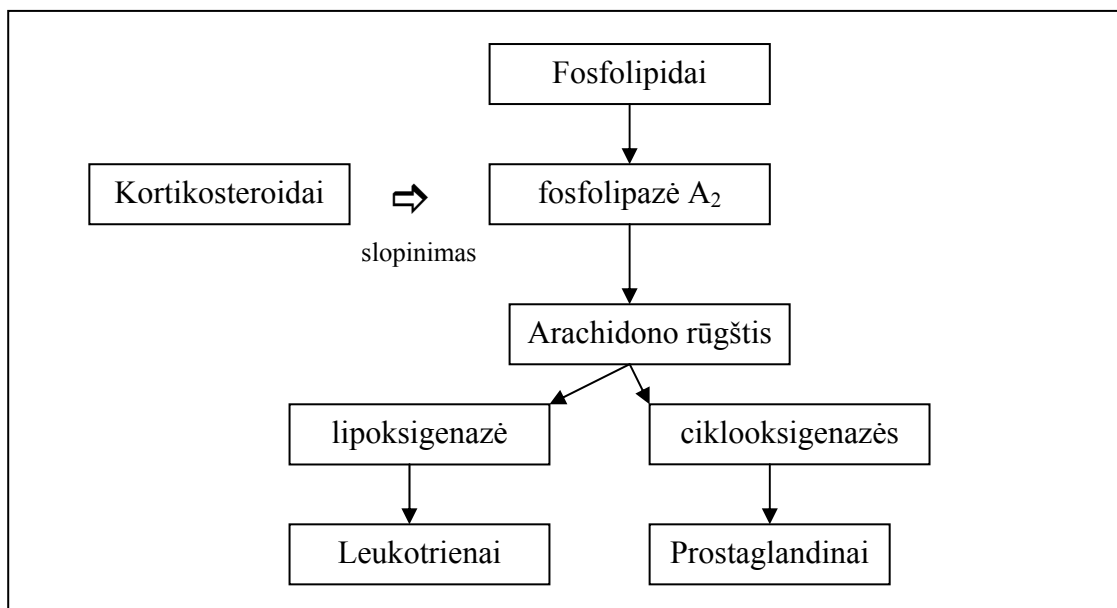 Fosfolipidai
Kortikosteroidai
fosfolipazė A₂
slopinimas
Arachidono rūgštis
lipoksigenazė
ciklooksigenazės
Leukotrienai
Prostaglandinai